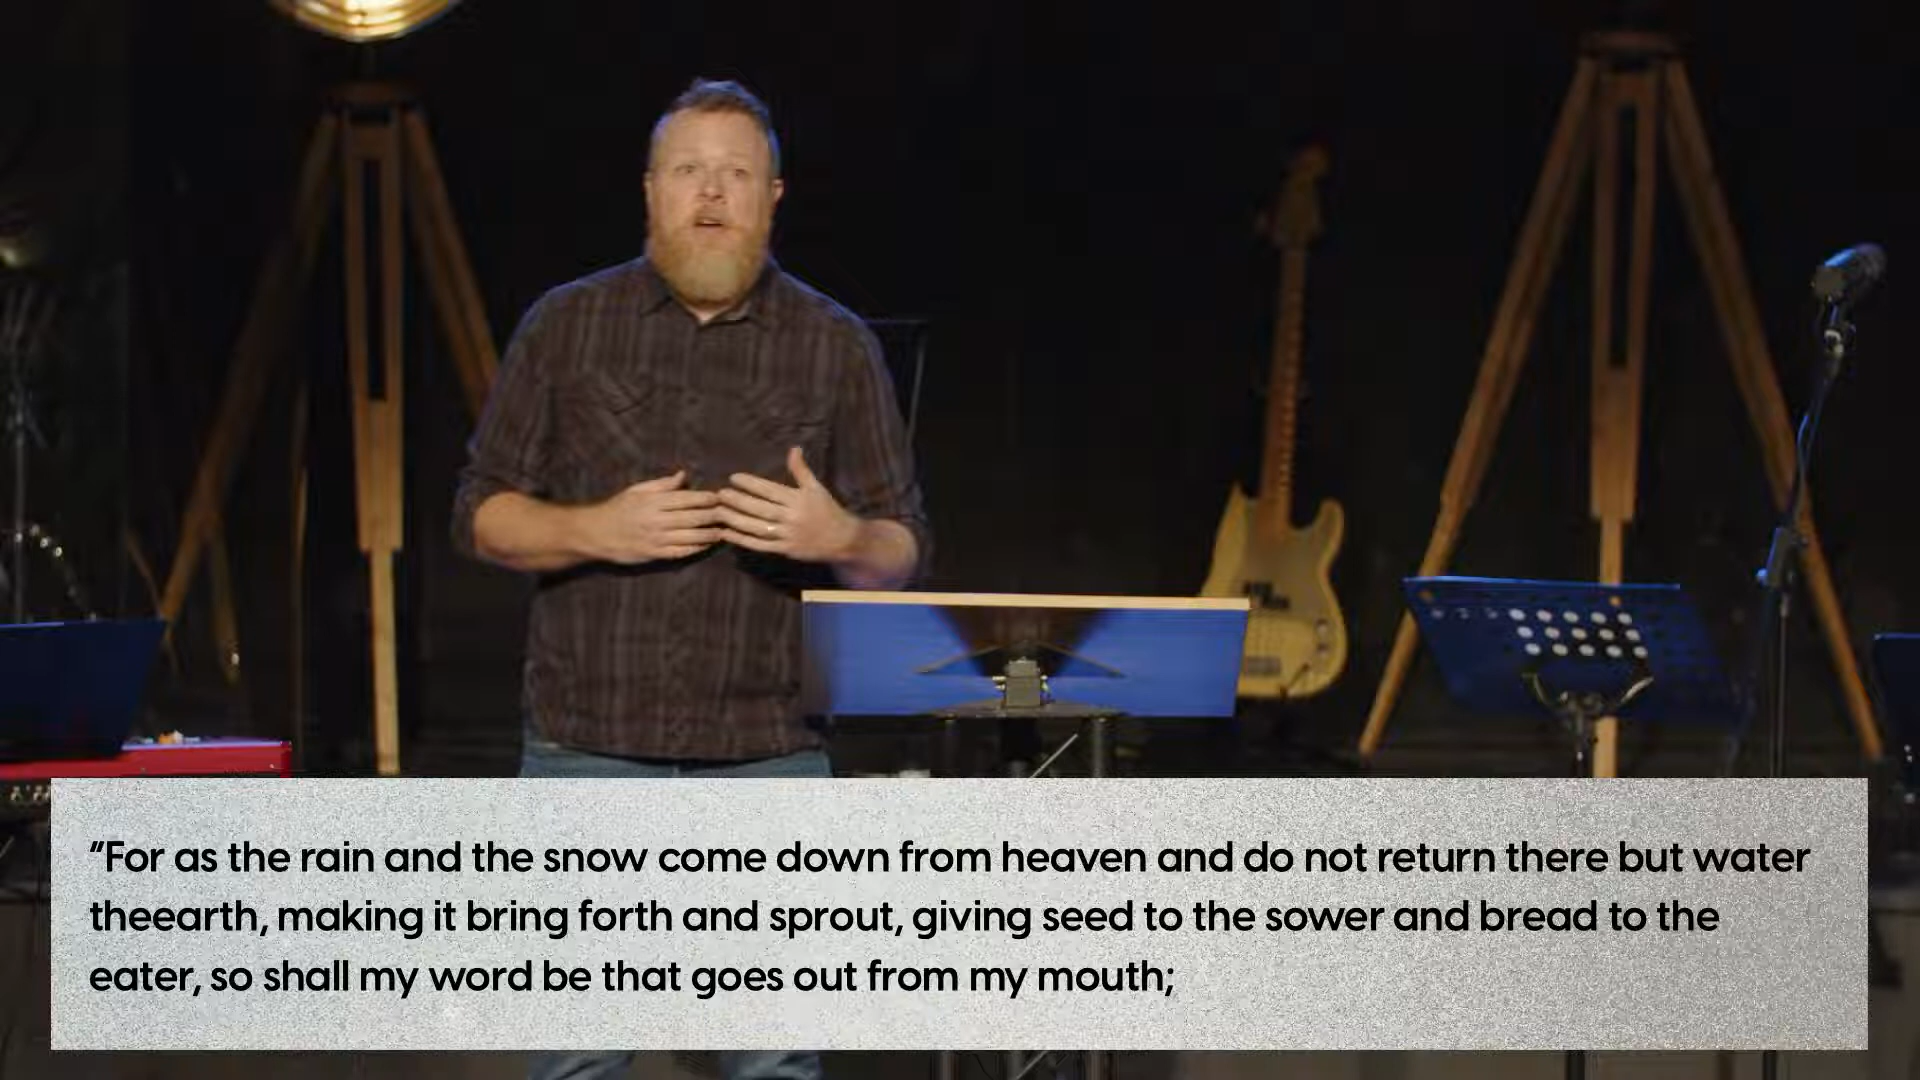 “For as the rain and the snow come down from heaven and do not return there but water
theearth, making it bring forth and sprout, giving seed to the sower and bread to the
eater, so shall my word be that goes out from my mouth;